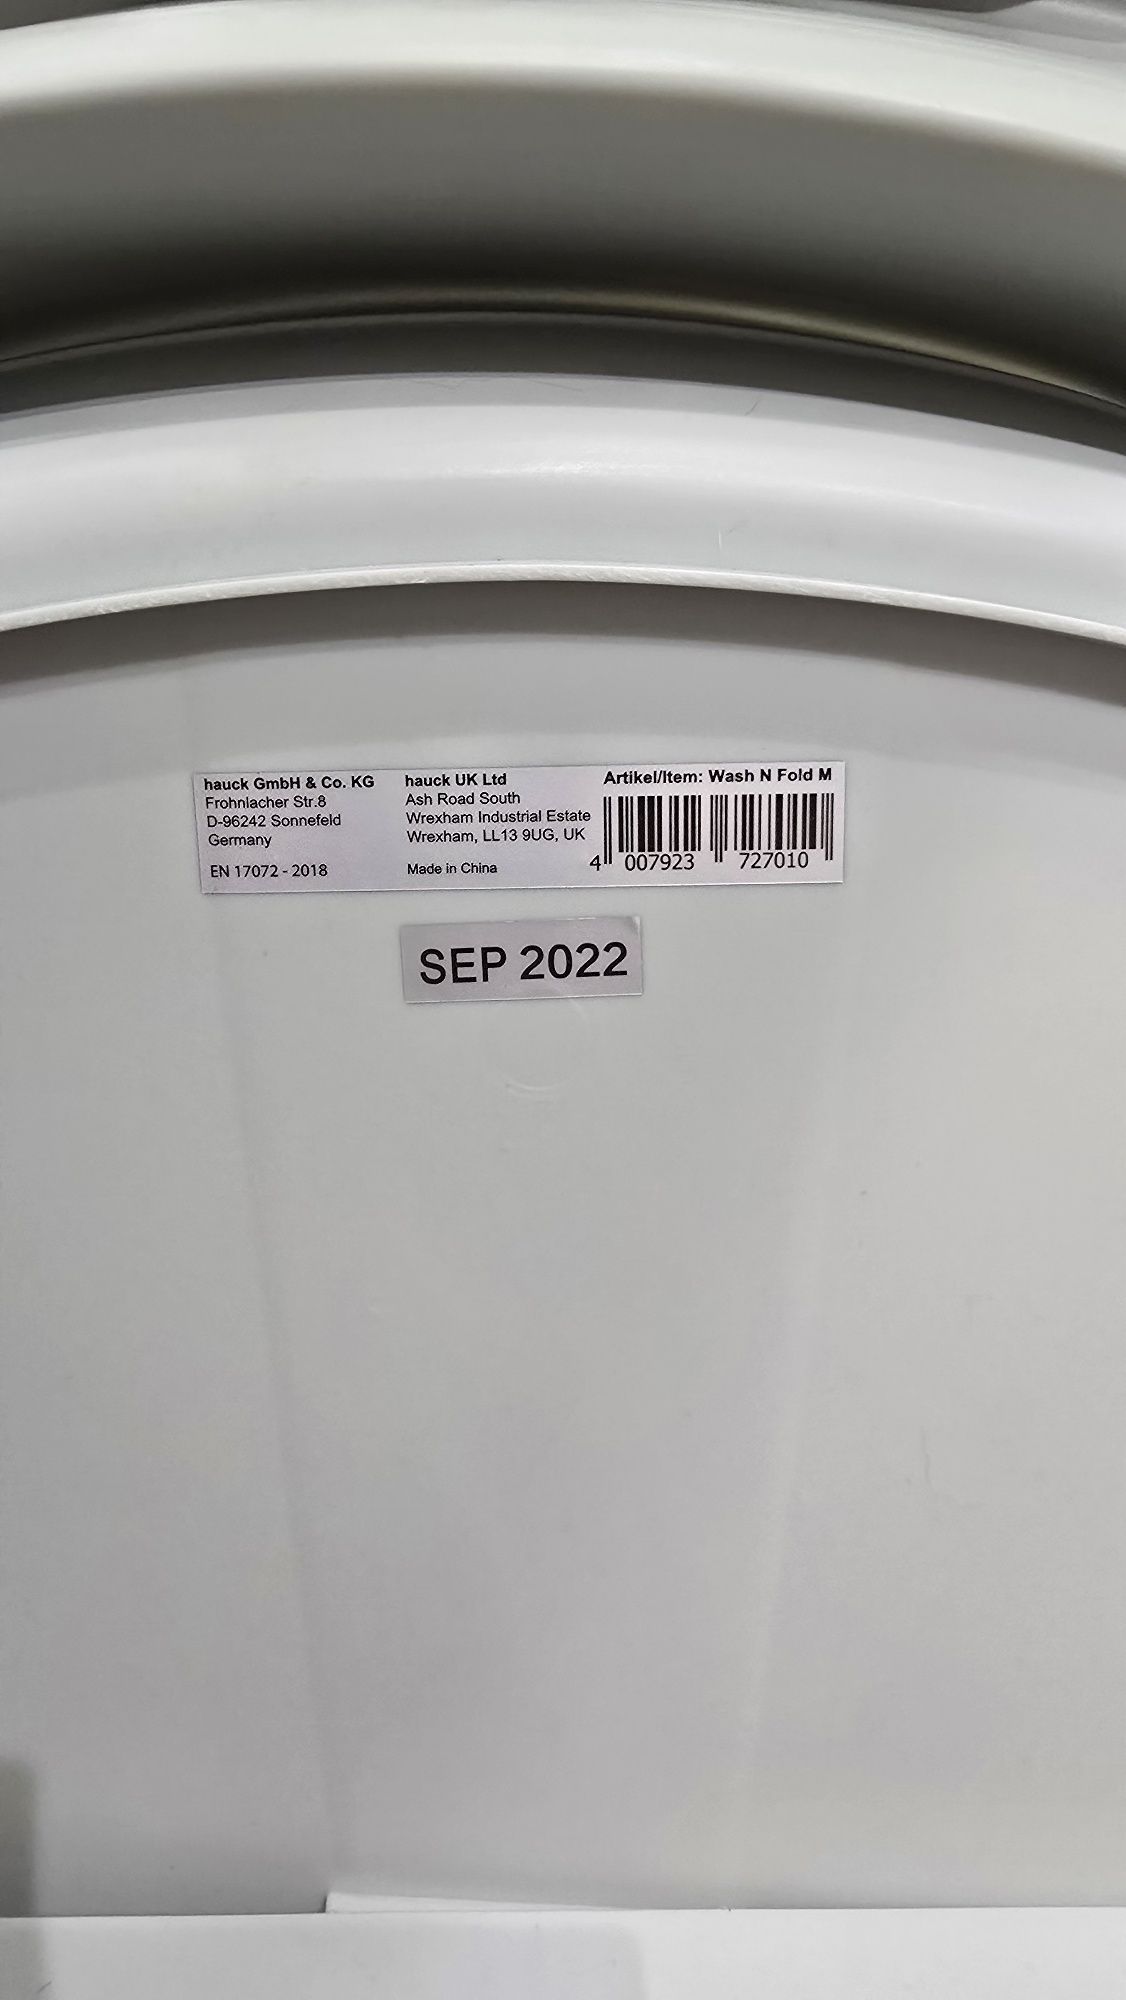 hauck GmbH & Co. KG
Frohnlacher Str.8
D-96242 Sonnefeld
Germany
EN 17072 - 2018
hauck UK Ltd
Ash Road South
Wrexham Industrial Estate
Wrexham, LL13 9UG, UK
Made in China
Artikel/Item: Wash N Fold M
4 007923 727010
SEP 2022